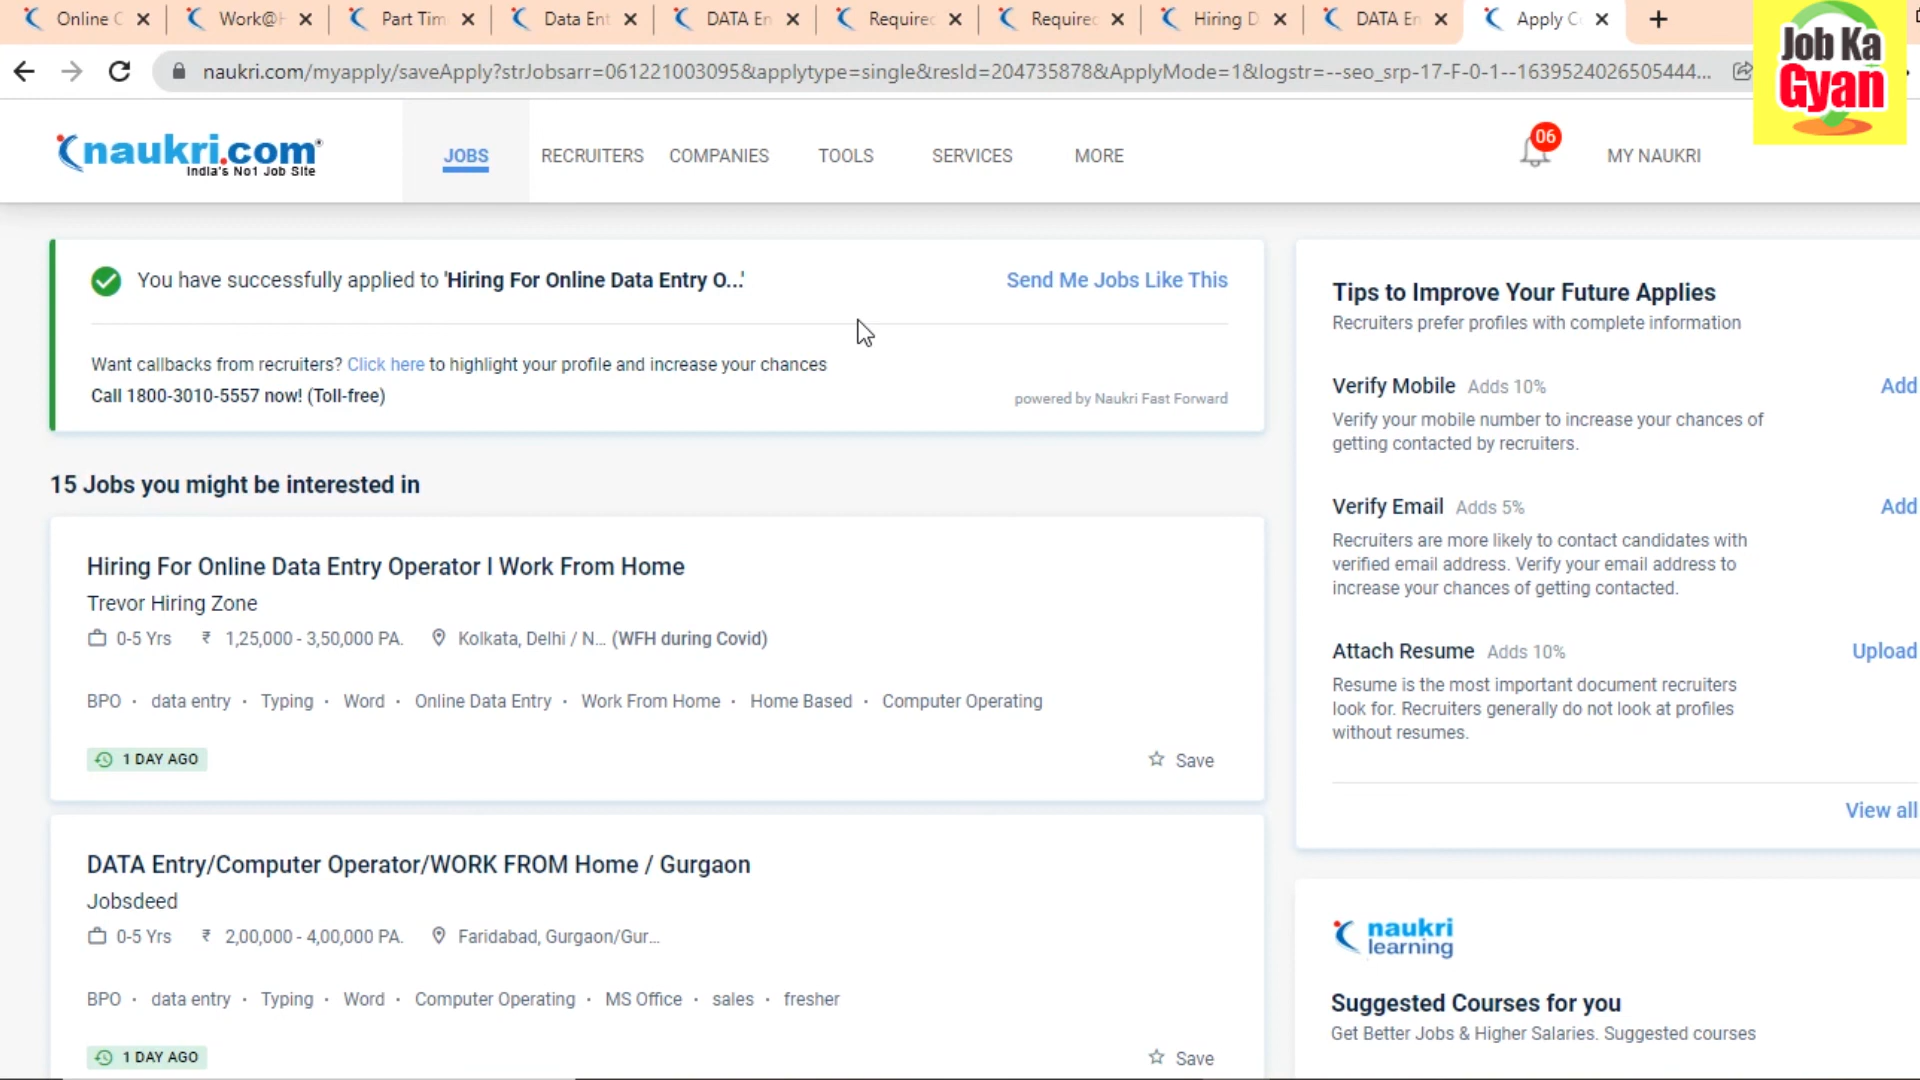 Online C
Work@H
Part Tim
Data Ent
DATA En
Required
Required
Hiring D
DATA En
Apply Co
naukri.com/myapply/saveApply?strJobsarr=061221003095&applytype=single&resId=204735878&ApplyMode=1&logstr=--seo_srp-17-F-0-1--1639524026505444...
Job Ka
Gyan
naukri.com
India's No1 Job Site
JOBS
RECRUITERS
COMPANIES
TOOLS
SERVICES
MORE
06
MY NAUKRI
You have successfully applied to 'Hiring For Online Data Entry O...'
Send Me Jobs Like This
Want callbacks from recruiters? Click here to highlight your profile and increase your chances
Call 1800-3010-5557 now! (Toll-free)
powered by Naukri Fast Forward
15 Jobs you might be interested in
Hiring For Online Data Entry Operator I Work From Home
Trevor Hiring Zone
0-5 Yrs ₹ 1,25,000 - 3,50,000 PA. Kolkata, Delhi / N... (WFH during Covid)
BPO · data entry · Typing · Word · Online Data Entry · Work From Home · Home Based · Computer Operating
1 DAY AGO
Save
DATA Entry/Computer Operator/WORK FROM Home / Gurgaon
Jobsdeed
0-5 Yrs ₹ 2,00,000 - 4,00,000 PA. Faridabad, Gurgaon/Gur...
BPO · data entry · Typing · Word · Computer Operating · MS Office · sales · fresher
1 DAY AGO
Save
Tips to Improve Your Future Applies
Recruiters prefer profiles with complete information
Verify Mobile Adds 10%
Add
Verify your mobile number to increase your chances of
getting contacted by recruiters.
Verify Email Adds 5%
Add
Recruiters are more likely to contact candidates with
verified email address. Verify your email address to
increase your chances of getting contacted.
Attach Resume Adds 10%
Upload
Resume is the most important document recruiters
look for. Recruiters generally do not look at profiles
without resumes.
View all
naukri
learning
Suggested Courses for you
Get Better Jobs & Higher Salaries. Suggested courses